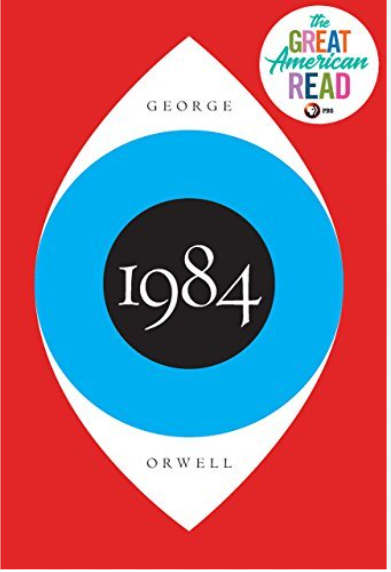 the
GREAT
American
READ
PBS
GEORGE
1984
ORWELL